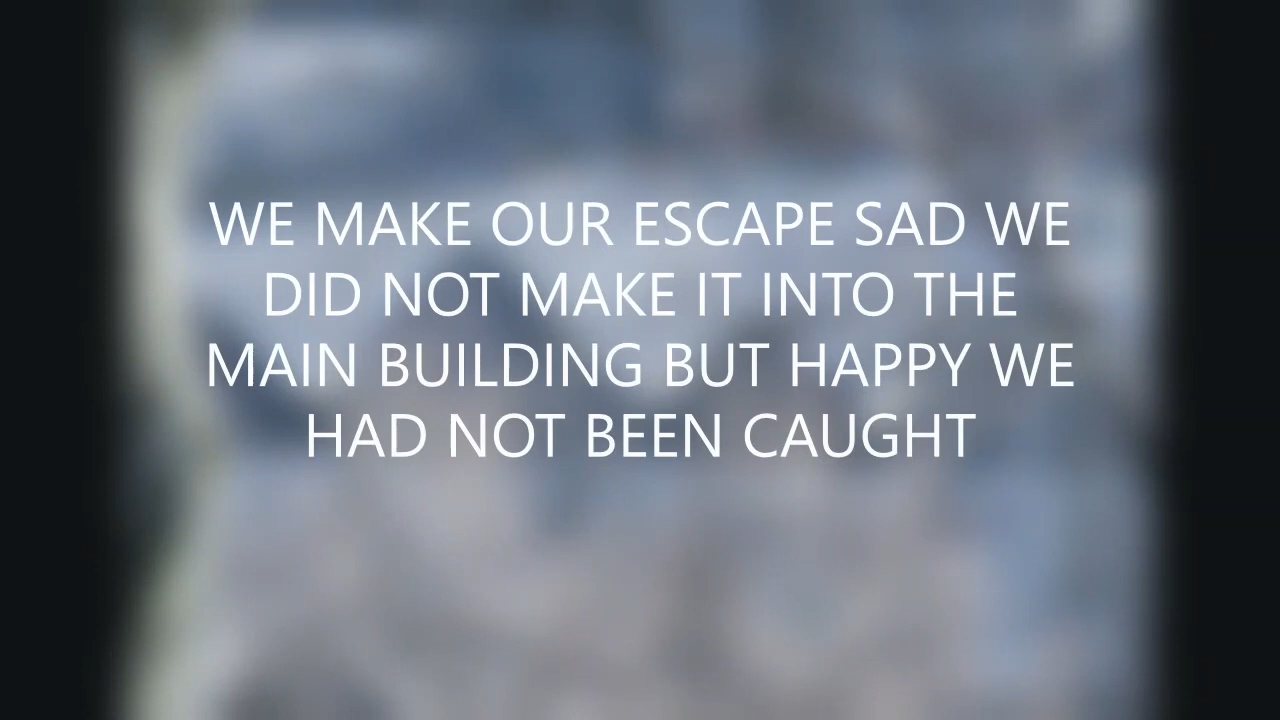 WE MAKE OUR ESCAPE SAD WE
DID NOT MAKE IT INTO THE
MAIN BUILDING BUT HAPPY WE
HAD NOT BEEN CAUGHT